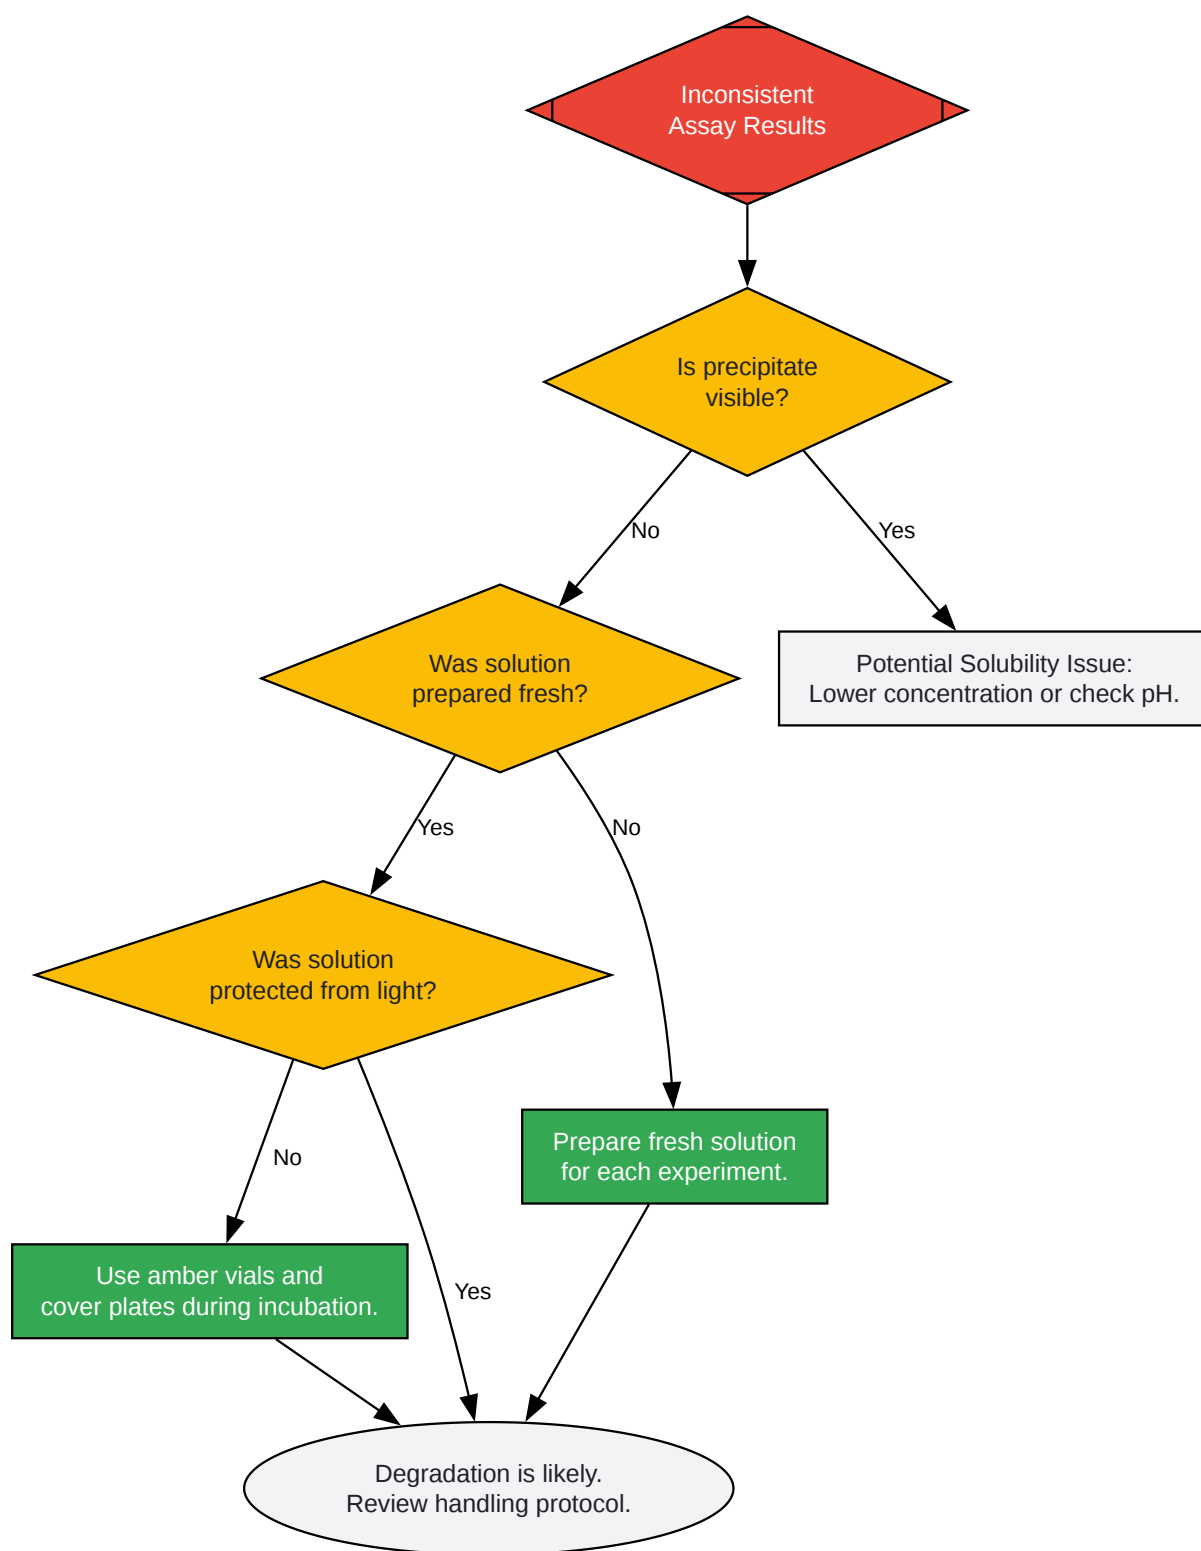 Inconsistent
Assay Results
Is precipitate
visible?
No
Yes
Was solution
prepared fresh?
Potential Solubility Issue:
Lower concentration or check pH.
Yes
No
Was solution
protected from light?
No
Prepare fresh solution
for each experiment.
Use amber vials and
cover plates during incubation.
Yes
Degradation is likely.
Review handling protocol.